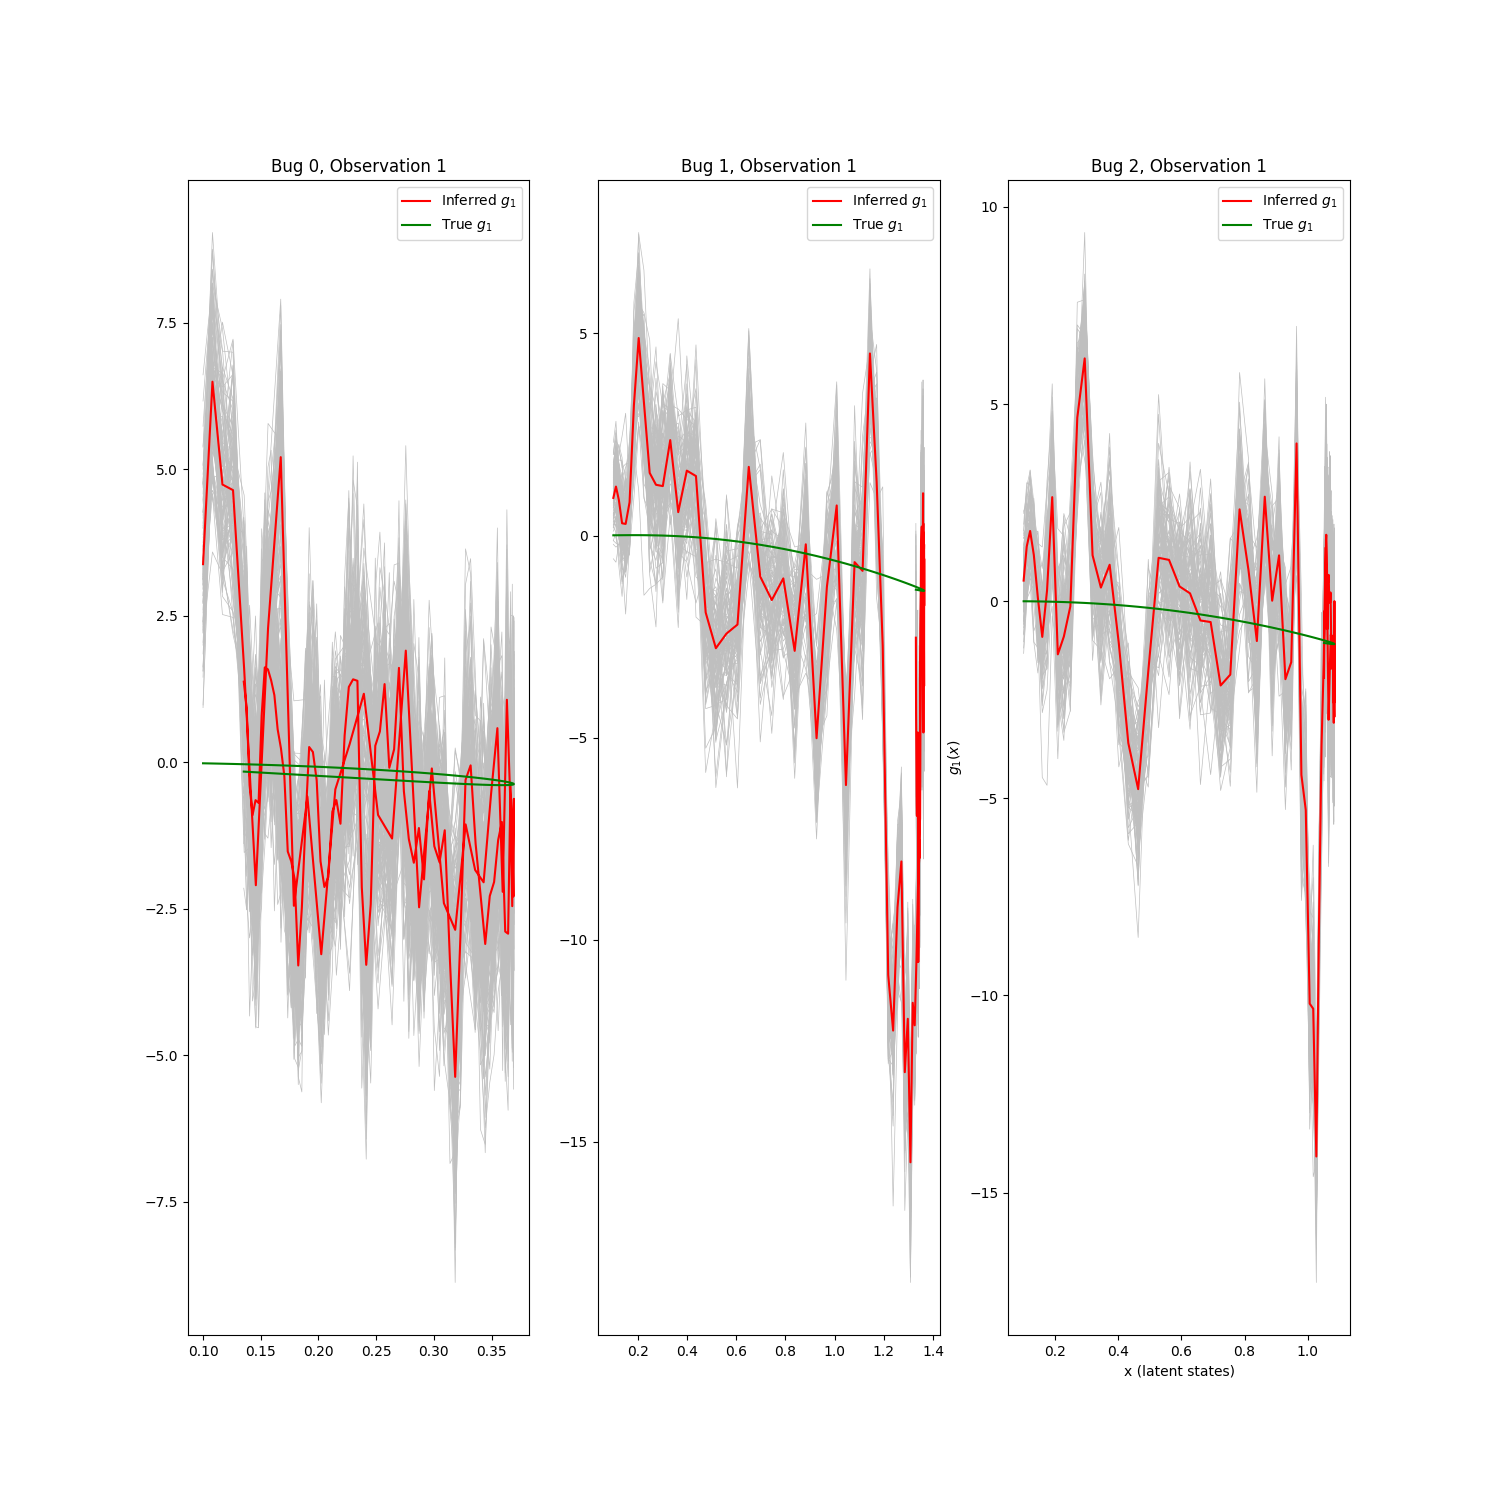 Bug 0, Observation 1
Inferred g₁
True g₁
7.5
5.0
2.5
0.0
−2.5
−5.0
−7.5
0.10 0.15 0.20 0.25 0.30 0.35
Bug 1, Observation 1
Inferred g₁
True g₁
5
0
−5
−10
−15
0.2 0.4 0.6 0.8 1.0 1.2 1.4
Bug 2, Observation 1
Inferred g₁
True g₁
g₁(x)
10
5
0
−5
−10
−15
0.2 0.4 0.6 0.8 1.0
x (latent states)